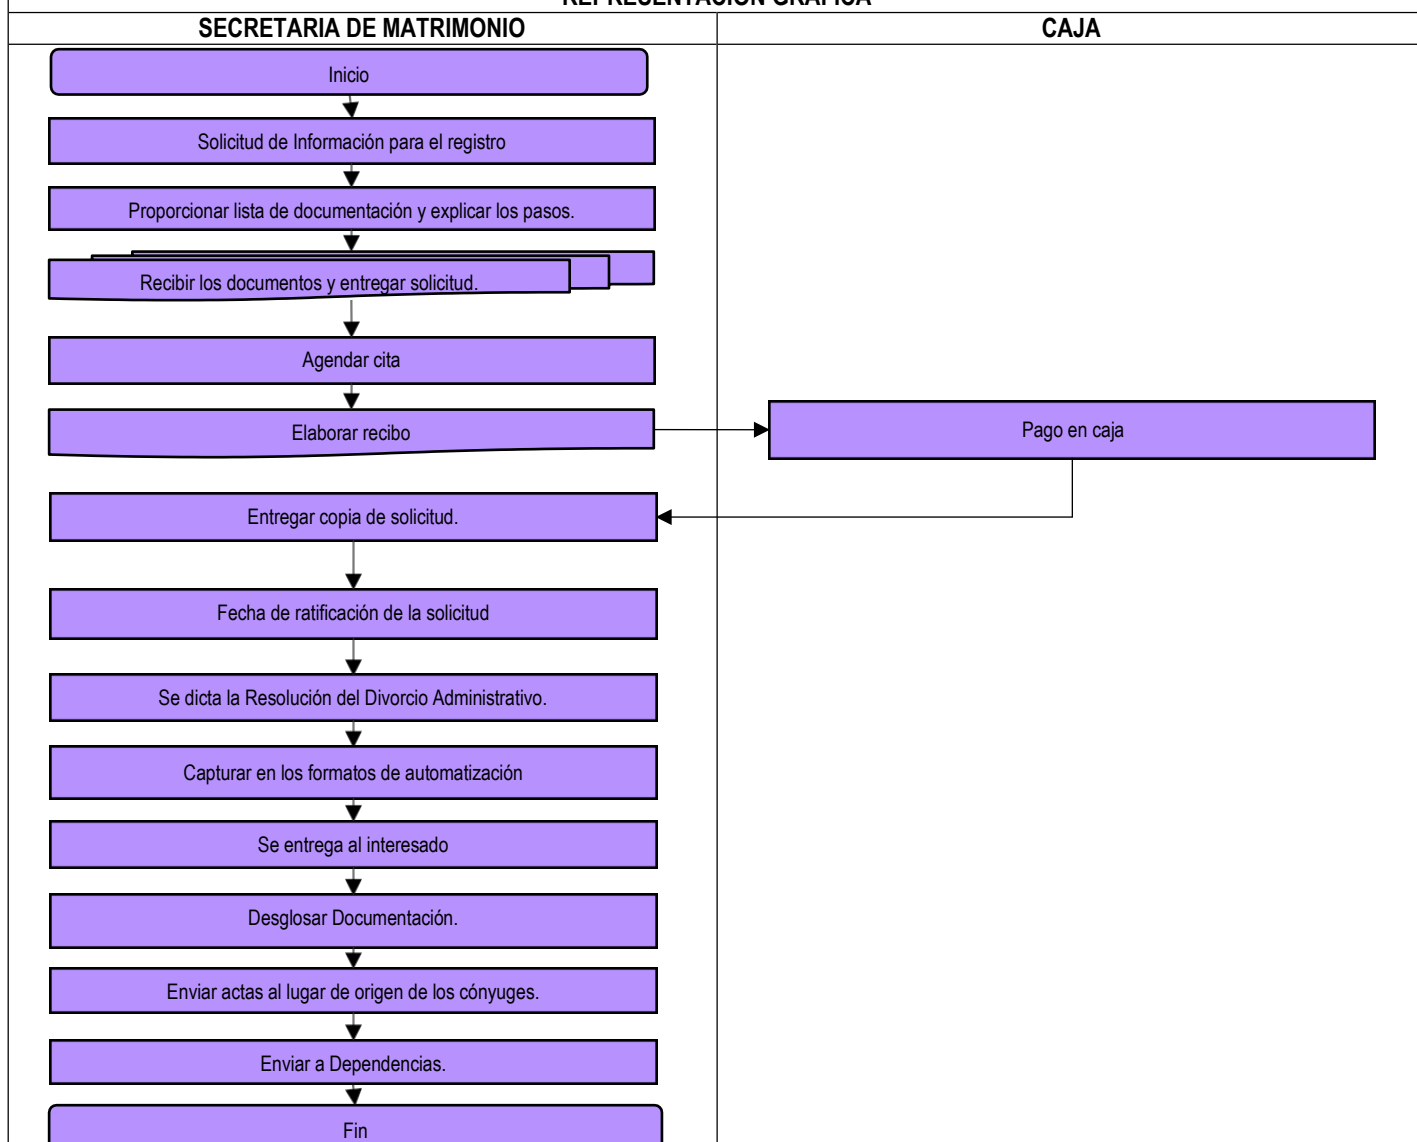 REPRESENTACIÓN GRÁFICA
SECRETARIA DE MATRIMONIO
CAJA
Inicio
Solicitud de Información para el registro
Proporcionar lista de documentación y explicar los pasos.
Recibir los documentos y entregar solicitud.
Agendar cita
Elaborar recibo
Pago en caja
Entregar copia de solicitud.
Fecha de ratificación de la solicitud
Se dicta la Resolución del Divorcio Administrativo.
Capturar en los formatos de automatización
Se entrega al interesado
Desglosar Documentación.
Enviar actas al lugar de origen de los cónyuges.
Enviar a Dependencias.
Fin